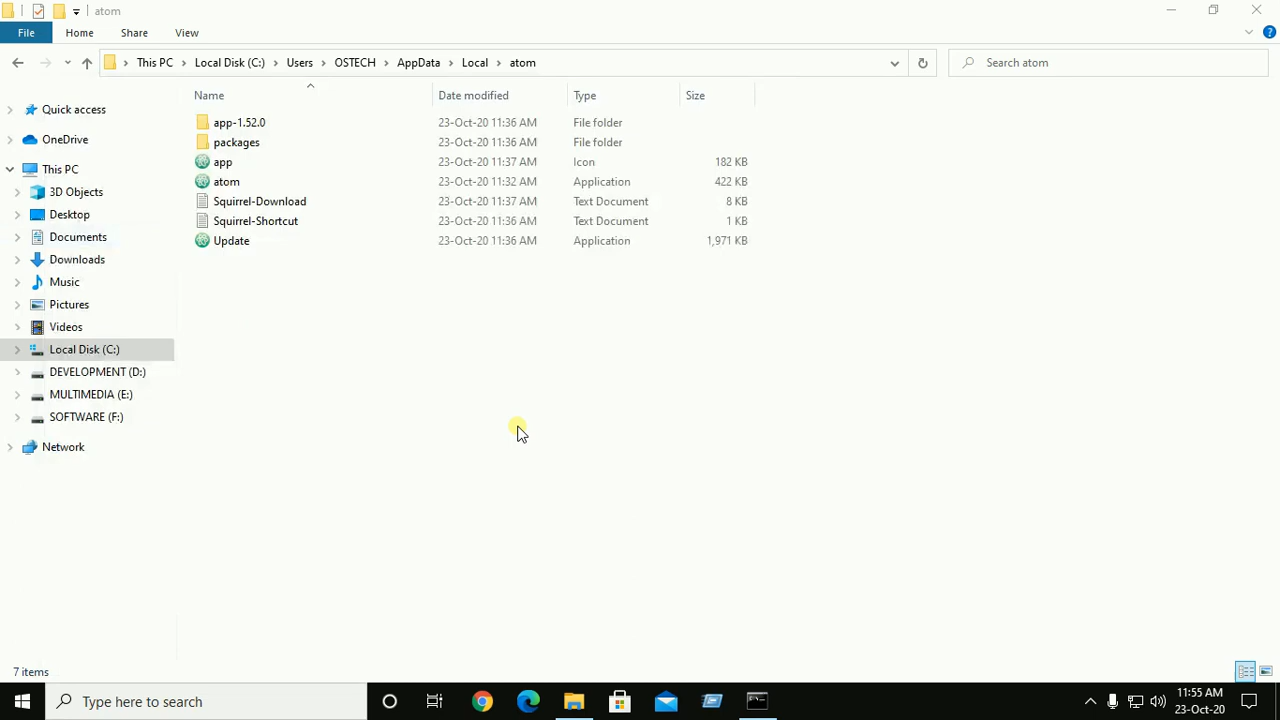 atom
File Home Share View
This PC Local Disk (C:) Users OSTECH AppData Local atom
Search atom
Name Date modified Type Size
Quick access
OneDrive
This PC
3D Objects
Desktop
Documents
Downloads
Music
Pictures
Videos
Local Disk (C:)
DEVELOPMENT (D:)
MULTIMEDIA (E:)
SOFTWARE (F:)
Network
app-1.52.0 23-Oct-20 11:36 AM File folder
packages 23-Oct-20 11:36 AM File folder
app 23-Oct-20 11:37 AM Icon 182 KB
atom 23-Oct-20 11:32 AM Application 422 KB
Squirrel-Download 23-Oct-20 11:37 AM Text Document 8 KB
Squirrel-Shortcut 23-Oct-20 11:36 AM Text Document 1 KB
Update 23-Oct-20 11:36 AM Application 1,971 KB
7 items
Type here to search
23-Oct-20